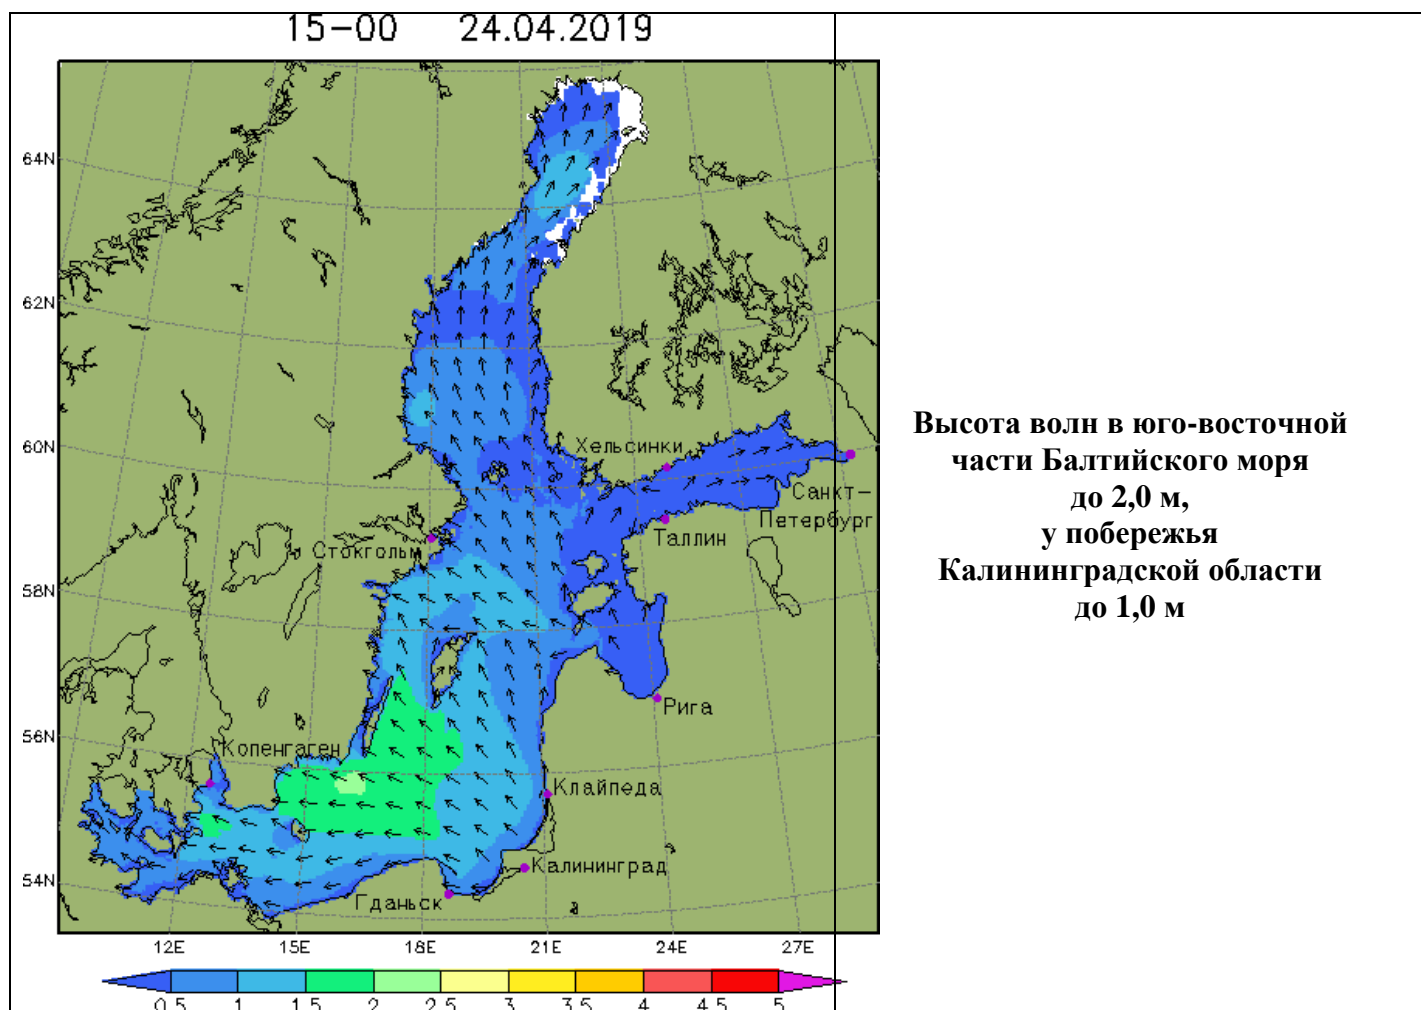 15-00 24.04.2019
64N
62N
60N
58N
56N
54N
Хельсинки
Санкт-
Петербург
Таллин
Стокгольм
Рига
Копенгаген
Клайпеда
Калининград
Гданьск
12E 15E 18E 21E 24E 27E
0.5 1 1.5 2 2.5 3 3.5 4 4.5 5
Высота волн в юго-восточной
части Балтийского моря
до 2,0 м,
у побережья
Калининградской области
до 1,0 м